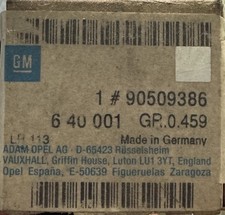 GM
1 # 90509386
6 40 001 GR.0.459
113 Made in Germany
ADAM OPEL AG · D-65423 Rüsselsheim
VAUXHALL, Griffin House, Luton LU1 3YT, England
Opel España, E-50639 Figueruelas Zaragoza